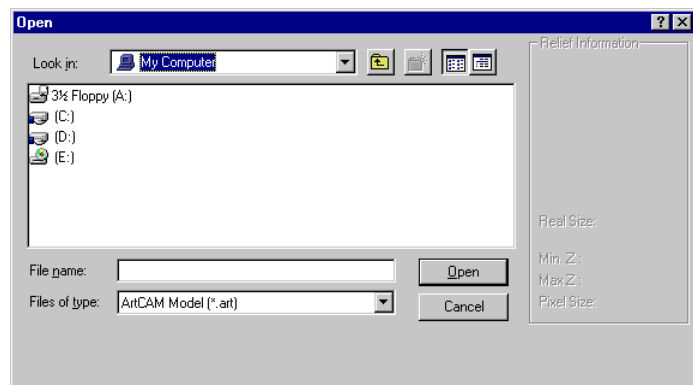 Open
Look in: My Computer
Relief Information
3½ Floppy (A:)
(C:)
(D:)
(E:)
Real Size:
File name: Open
Min. Z :
Max Z :
Files of type: ArtCAM Model (*.art) Cancel
Pixel Size: